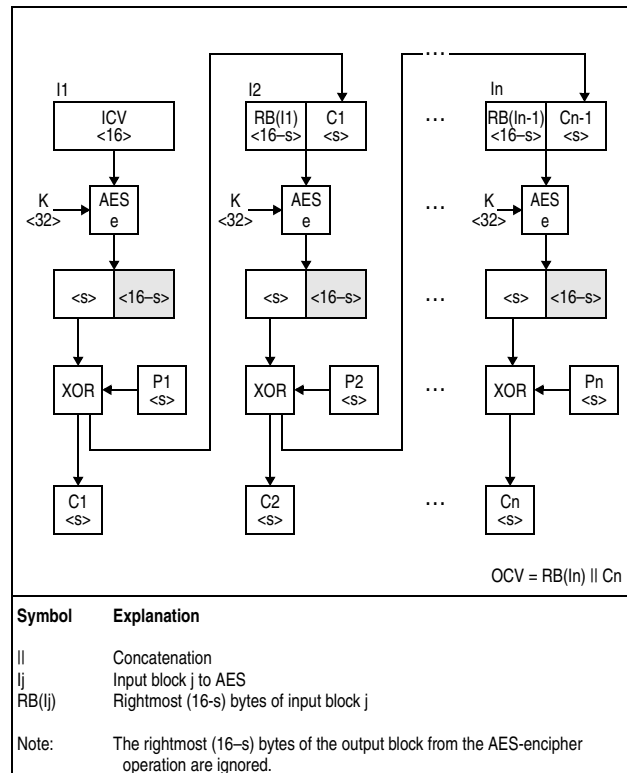 I1 I2 In
ICV
<16>
RB(I1)
<16–s>
C1
<s>
RB(In-1)
<16–s>
Cn-1
<s>
...
...
K
<32>
AES
e
K
<32>
AES
e
...
K
<32>
AES
e
<s> <16–s> <s> <16–s> ... <s> <16–s>
XOR
P1
<s>
XOR
P2
<s>
...
XOR
Pn
<s>
C1
<s>
C2
<s>
...
Cn
<s>
OCV = RB(In) || Cn
Symbol Explanation
|| Concatenation
Ij Input block j to AES
RB(Ij) Rightmost (16-s) bytes of input block j
Note: The rightmost (16–s) bytes of the output block from the AES-encipher
operation are ignored.